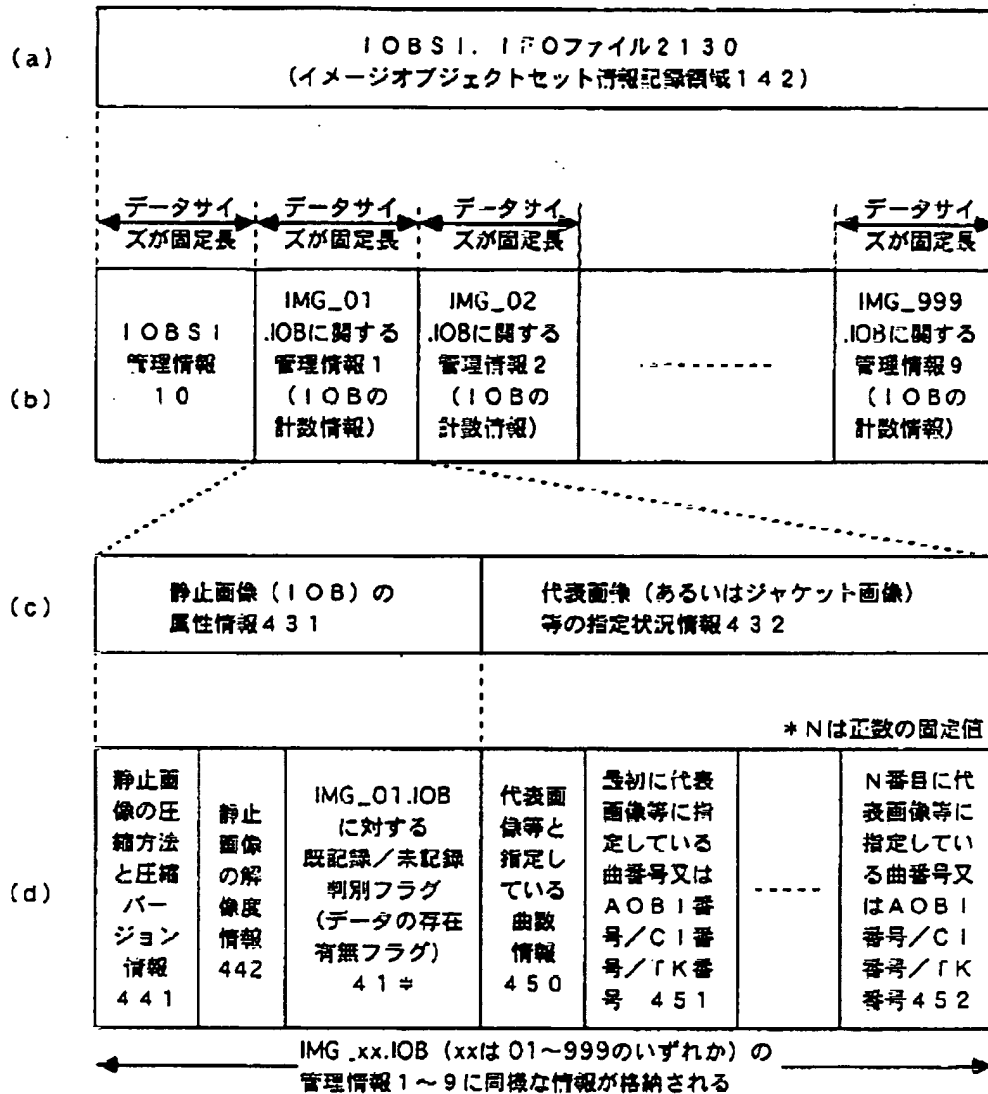 (a)
IOBSI. IFOファイル2130
(イメージオブジェクトセット情報記録領域142)
データサイ
ズが固定長
データサイ
ズが固定長
データサイ
ズが固定長
データサイ
ズが固定長
(b)
IOBSI
管理情報
10
IMG_01
.IOBに関する
管理情報1
(IOBの
計数情報)
IMG_02
.IOBに関する
管理情報2
(IOBの
計数情報)
IMG_999
.IOBに関する
管理情報9
(IOBの
計数情報)
(c)
静止画像(IOB)の
属性情報431
代表画像(あるいはジャケット画像)
等の指定状況情報432
*Nは正数の固定値
(d)
静止画
像の圧
縮方法
と圧縮
バー
ジョン
情報
441
静止
画像
の解
像度
情報
442
IMG_01.IOB
に対する
既記録/未記録
判別フラグ
(データの存在
有無フラグ)
代表画
像等と
指定し
ている
曲数
情報
450
最初に代表
画像等に指
定している
曲番号又は
AOBI番
号/CI番
号/TK番
号 451
N番目に代
表画像等に
指定してい
る曲番号又
はAOBI
番号/CI
番号/TK
番号452
IMG_xx.IOB(xxは01~999のいずれか)の
管理情報1~9に同様な情報が格納される